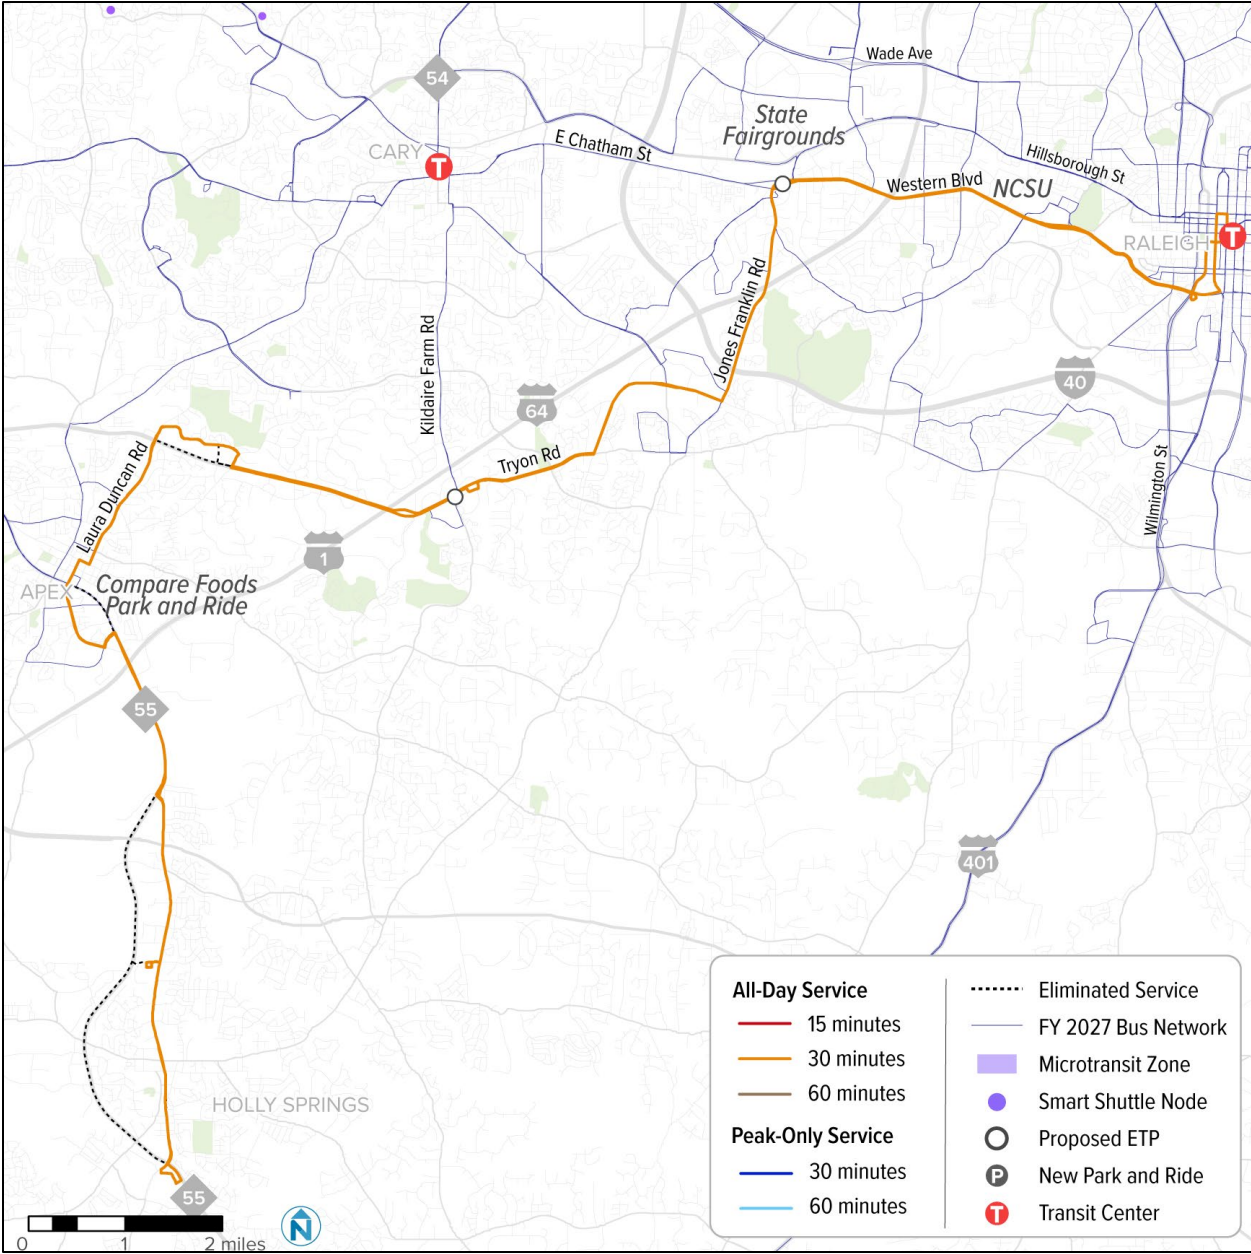 Wade Ave
54
State
Fairgrounds
CARY
T
E Chatham St
Hillsborough St
Western Blvd
NCSU
RALEIGH
T
Jones Franklin Rd
Kildaire Farm Rd
64
40
Laura Duncan Rd
Tryon Rd
Wilmington St
1
APEX
Compare Foods
Park and Ride
55
401
HOLLY SPRINGS
55
N
0 1 2 miles
All-Day Service
15 minutes
30 minutes
60 minutes
Peak-Only Service
30 minutes
60 minutes
Eliminated Service
FY 2027 Bus Network
Microtransit Zone
Smart Shuttle Node
Proposed ETP
P New Park and Ride
T Transit Center